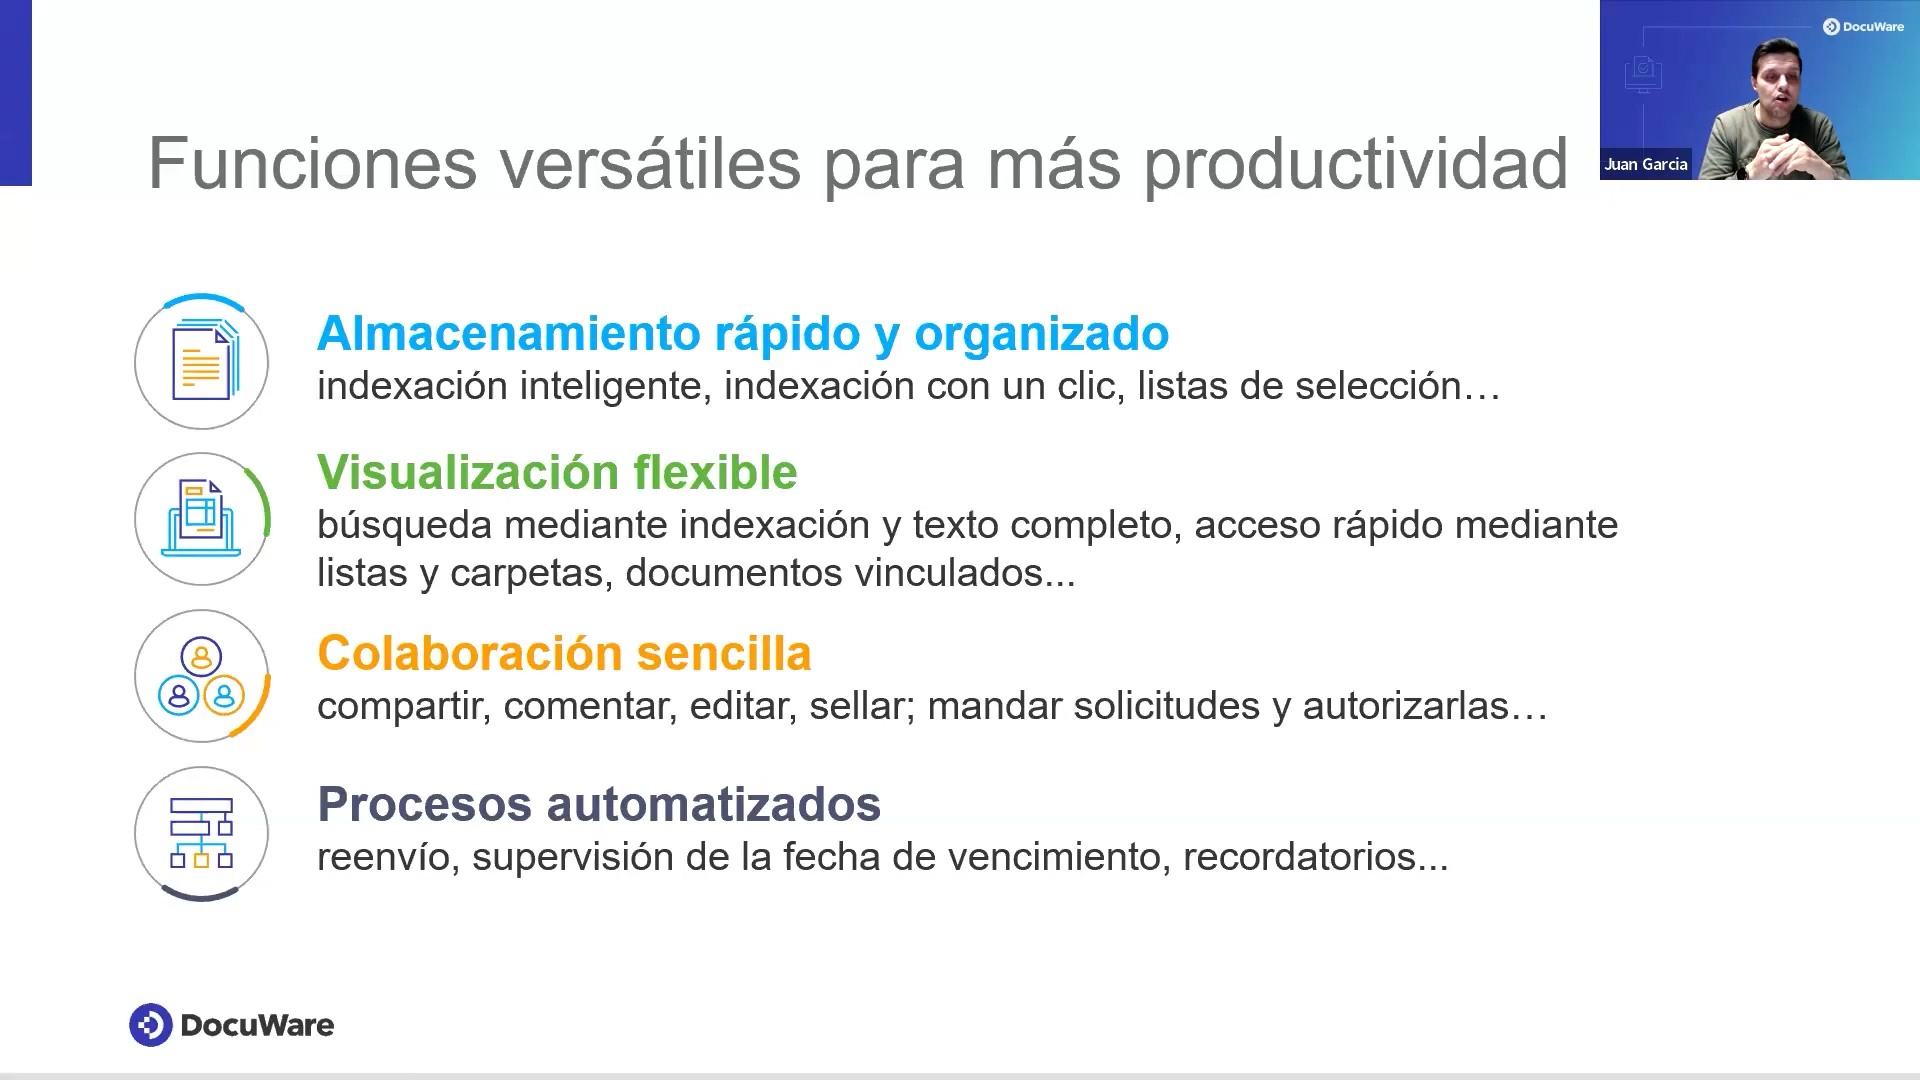 DocuWare
Juan Garcia
Funciones versátiles para más productividad
Almacenamiento rápido y organizado
indexación inteligente, indexación con un clic, listas de selección…
Visualización flexible
búsqueda mediante indexación y texto completo, acceso rápido mediante
listas y carpetas, documentos vinculados...
Colaboración sencilla
compartir, comentar, editar, sellar; mandar solicitudes y autorizarlas…
Procesos automatizados
reenvío, supervisión de la fecha de vencimiento, recordatorios...
DocuWare